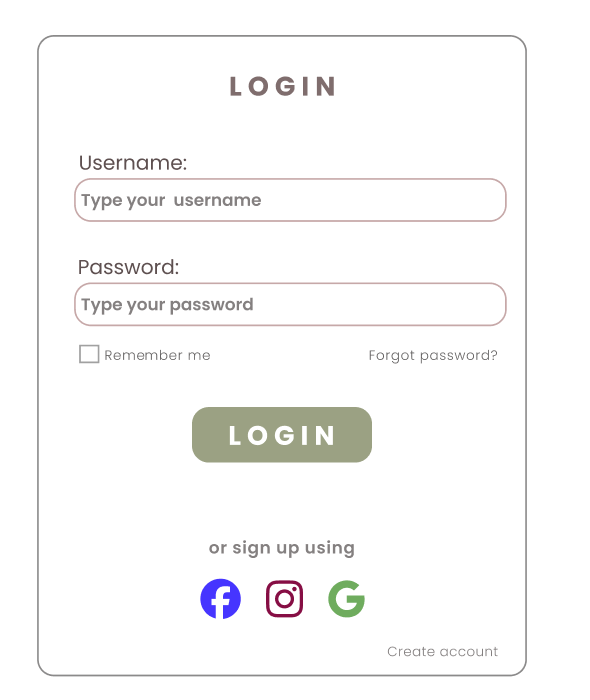 LOGIN
Username:
Type your  username
Password:
Type your password
Remember me
Forgot password?
LOGIN
or sign up using
Create account